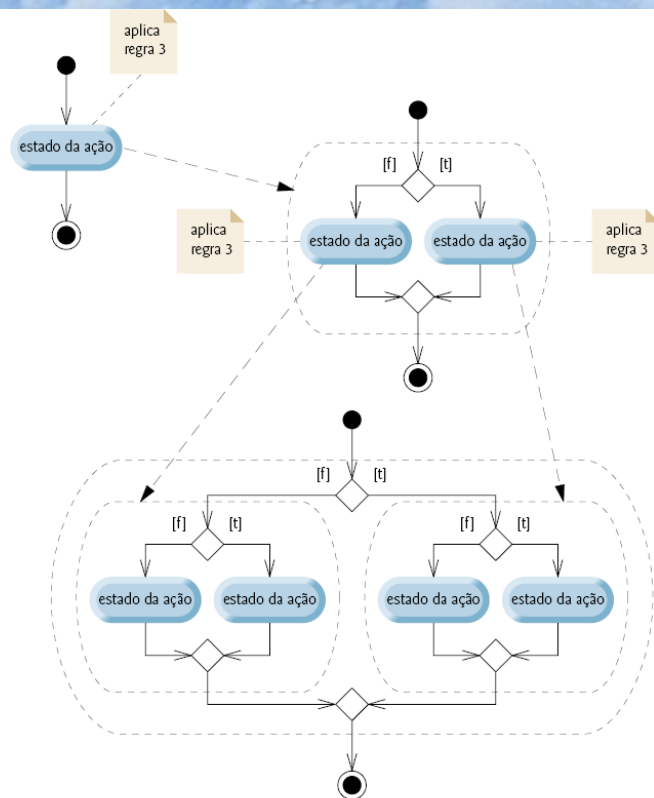 aplica
regra 3
estado da ação
[f] [t]
aplica
regra 3
estado da ação estado da ação
aplica
regra 3
[f] [t]
[f] [t] [f] [t]
estado da ação estado da ação estado da ação estado da ação